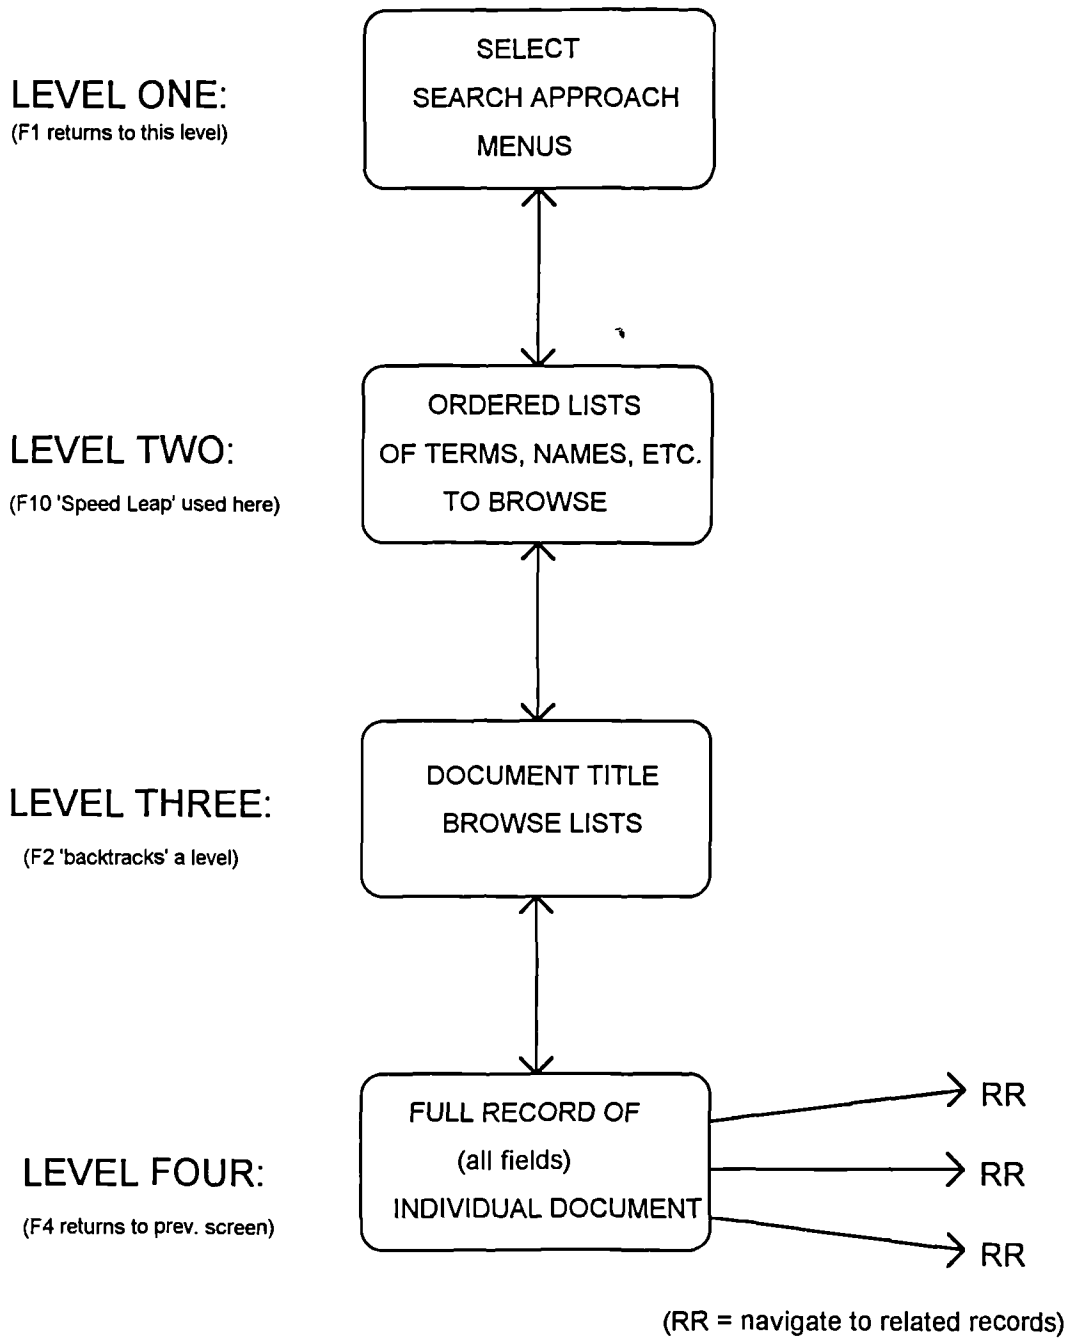 SELECT
SEARCH APPROACH
MENUS
LEVEL ONE:
(F1 returns to this level)
ORDERED LISTS
OF TERMS, NAMES, ETC.
TO BROWSE
LEVEL TWO:
(F10 'Speed Leap' used here)
DOCUMENT TITLE
BROWSE LISTS
LEVEL THREE:
(F2 'backtracks' a level)
FULL RECORD OF
(all fields)
INDIVIDUAL DOCUMENT
LEVEL FOUR:
(F4 returns to prev. screen)
RR
RR
RR
(RR = navigate to related records)